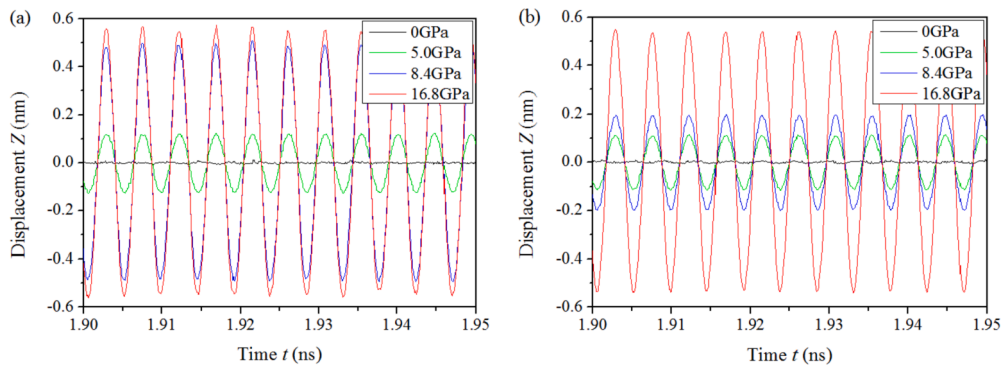 (a)
0.6
0.4
0.2
0.0
-0.2
-0.4
-0.6
Displacement Z (nm)
0GPa
5.0GPa
8.4GPa
16.8GPa
1.90
1.91
1.92
1.93
1.94
1.95
Time t (ns)
(b)
0.6
0.4
0.2
0.0
-0.2
-0.4
-0.6
Displacement Z (nm)
0GPa
5.0GPa
8.4GPa
16.8GPa
1.90
1.91
1.92
1.93
1.94
1.95
Time t (ns)